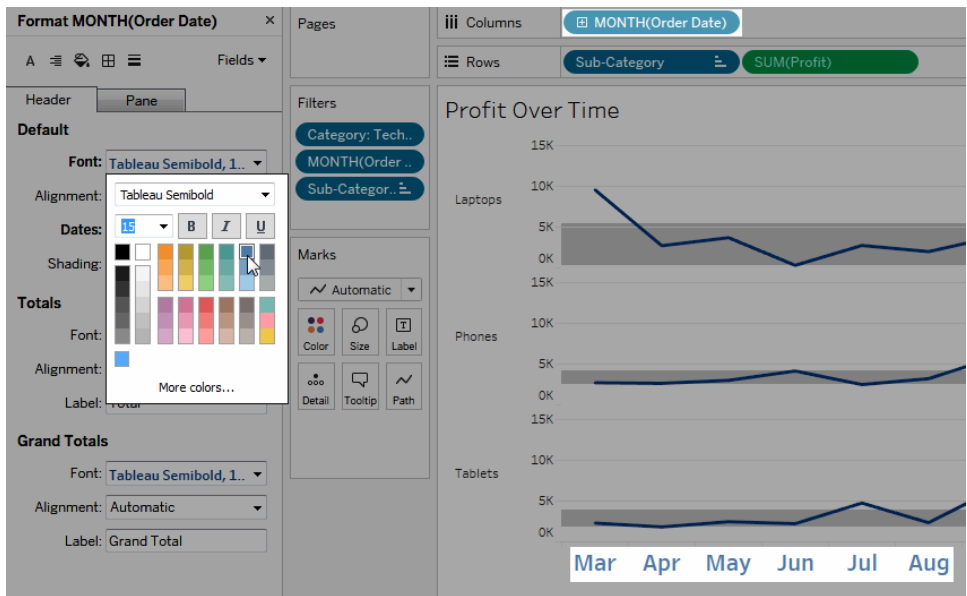 Format MONTH(Order Date) ×
A Fields
Header Pane
Default
Font: Tableau Semibold, 1..
Alignment:
Dates:
Shading:
Tableau Semibold
15 B I U
More colors...
Totals
Font:
Alignment:
Label: Total
Grand Totals
Font: Tableau Semibold, 1..
Alignment: Automatic
Label: Grand Total
Pages
Filters
Category: Tech..
MONTH(Order ..
Sub-Categor..
Marks
Automatic
T
Color Size Label
Detail Tooltip Path
Columns MONTH(Order Date)
Rows Sub-Category SUM(Profit)
Profit Over Time
Laptops
15K
10K
5K
0K
Phones
15K
10K
5K
0K
Tablets
15K
10K
5K
0K
Mar Apr May Jun Jul Aug